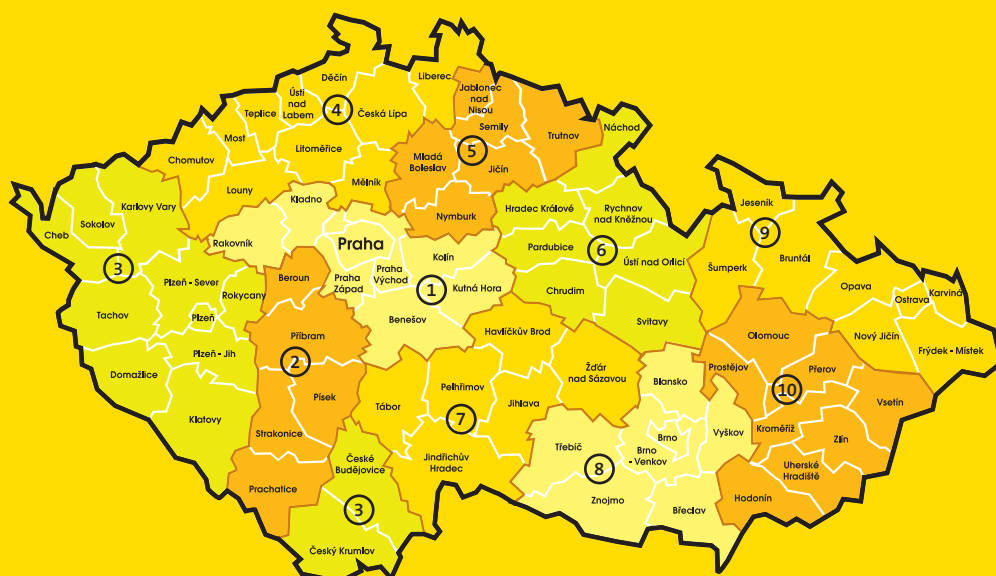 Děčín
Liberec
Ústí
nad
Labem
4
Česká Lípa
Jablonec
nad
Nisou
Teplice
Most
Semily
Trutnov
Náchod
Litoměřice
5
Chomutov
Mladá
Boleslav
Jičín
Louny
Mělník
Kladno
Karlovy Vary
Sokolov
Cheb
3
Rakovník
Nymburk
Hradec Králové
Rychnov
nad Kněžnou
Jeseník
9
Praha
Kolín
Pardubice
6
Ústí nad Orlicí
Šumperk
Bruntál
Plzeň - Sever
Rokycany
Beroun
Praha
Západ
Praha
Východ
1
Kutná Hora
Chrudim
Opava
Ostrava
Karviná
Tachov
Plzeň
Benešov
Svitavy
Příbram
Havlíčkův Brod
Olomouc
Nový Jičín
Frýdek - Místek
Plzeň - Jih
2
Žďár
nad Sázavou
Prostějov
Přerov
Domažlice
Pelhřimov
Blansko
10
Vsetín
Písek
Tábor
Jihlava
Klatovy
7
Kroměříž
Strakonice
Třebíč
Brno
Vyškov
Zlín
České
Budějovice
Jindřichův
Hradec
Brno
- Venkov
8
Uherské
Hradiště
Prachatice
Znojmo
Břeclav
Hodonín
3
Český Krumlov